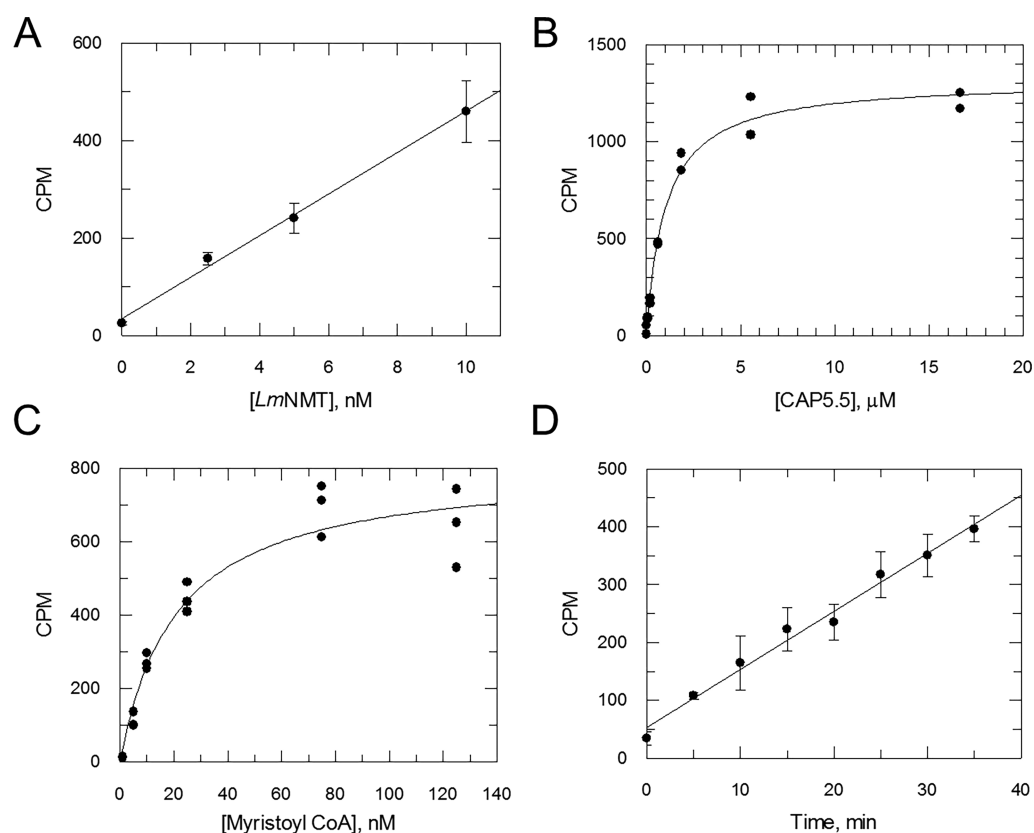 A
600
400
200
0
CPM
0 2 4 6 8 10
[LmNMT], nM
B
1500
1000
500
0
CPM
0 5 10 15 20
[CAP5.5], μM
C
800
600
400
200
0
CPM
0 20 40 60 80 100 120 140
[Myristoyl CoA], nM
D
500
400
300
200
100
0
CPM
0 10 20 30 40
Time, min